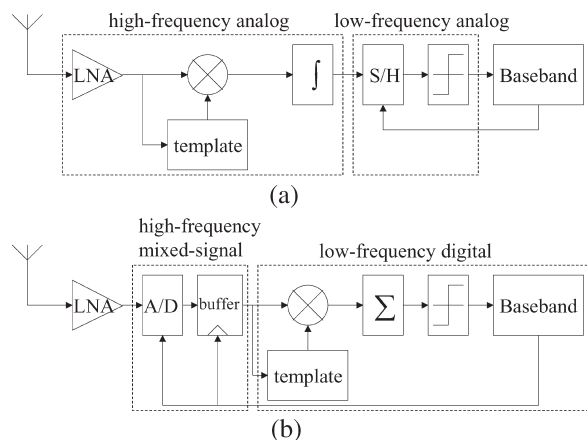 high-frequency analog
low-frequency analog
LNA
∫
S/H
Baseband
template
(a)
high-frequency
mixed-signal
low-frequency digital
LNA
A/D
buffer
Σ
Baseband
template
(b)